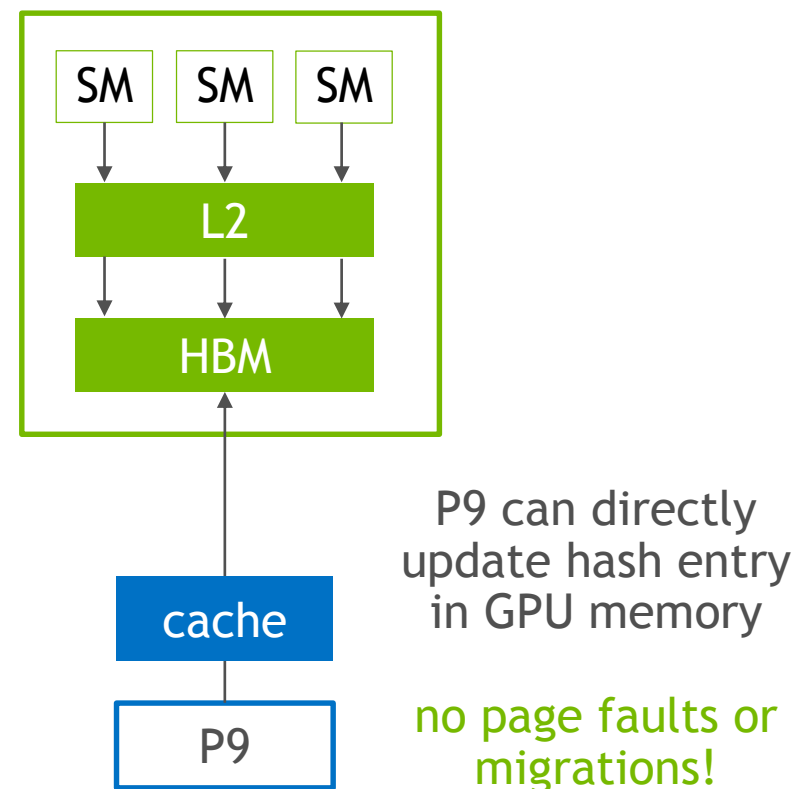 SM SM SM
L2
HBM
P9 can directly
update hash entry
in GPU memory
cache
no page faults or
migrations!
P9